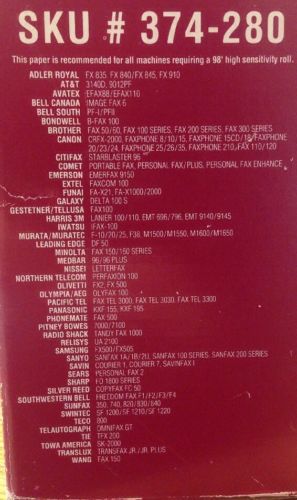 SKU # 374-280
This paper is recommended for all machines requiring a 98' high sensitivity roll.
ADLER ROYAL FX 835, FX 840/FX 845, FX 910
AT&T 3140D, 9012PF
AVATEX EFAX88/EFAX110
BELL CANADA IMAGE FAX 6
BELL SOUTH PF-I/PFII
BONDWELL B-FAX 100
BROTHER FAX 50/60, FAX 100 SERIES, FAX 200 SERIES, FAX 300 SERIES
CANON CRFX-2000, FAXPHONE 8/10/15, FAXPHONE 15CD/18/FAXPHONE
20/23/24, FAXPHONE 25/26/35, FAXPHONE 210,/FAX 110/120
CITIFAX STARBLASTER 96
COMET PORTABLE FAX, PERSONAL FAX/PLUS, PERSONAL FAX ENHANCE
EMERSON EMERFAX 9150
EXTEL FAXCOM 100
FUNAI FA-X21, FA-X1000/2000
GALAXY DELTA 100 S
GESTETNER/TELLUSA FAX100
HARRIS 3M LANIER 100/110, EMT 696/796, EMT 9140/9145
IWATSU IFAX-100
MURATA/MURATEC F-10/70/25, F38, M1500/M1550, M1600/M1650
LEADING EDGE DF 50
MINOLTA FAX 150/160 SERIES
MEDBAR 96/96 PLUS
NISSEI LETTERFAX
NORTHERN TELECOM PERFAXION 100
OLIVETTI FX2, FX 500
OLYMPIA/AEG OLYFAX 100
PACIFIC TEL FAX TEL 3000, FAX TEL 3030, FAX TEL 3300
PANASONIC KXF 155, KXF 195
PHONEMATE FAX 500
PITNEY BOWES 7000/7100
RADIO SHACK TANDY FAX 1000
RELISYS UA 2100
SAMSUNG FX500/FX505
SANYO SANFAX 1A/1B/2U, SANFAX 100 SERIES, SANFAX 200 SERIES
SAVIN COURIER 1, COURIER 7, SAVINFAX I
SEARS PERSONAL FAX 2
SHARP FO 1800 SERIES
SILVER REED COPYFAX FC 50
SOUTHWESTERN BELL FREEDOM FAX F1/F2/F3/F4
SUNFAX 350, 740, 820/830/840
SWINTEC SF 1200/SF 1210/SF 1220
TECO 800
TELAUTOGRAPH OMNIFAX GT
TIE TFX 200
TOWA AMERICA SK-2000
TRANSLUX TRANSFAX JR./JR. PLUS
WANG FAX 150